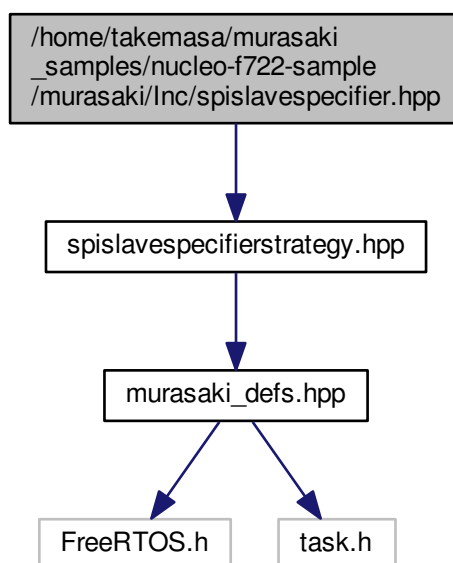 /home/takemasa/murasaki
_samples/nucleo-f722-sample
/murasaki/Inc/spislavespecifier.hpp
spislavespecifierstrategy.hpp
murasaki_defs.hpp
FreeRTOS.h
task.h